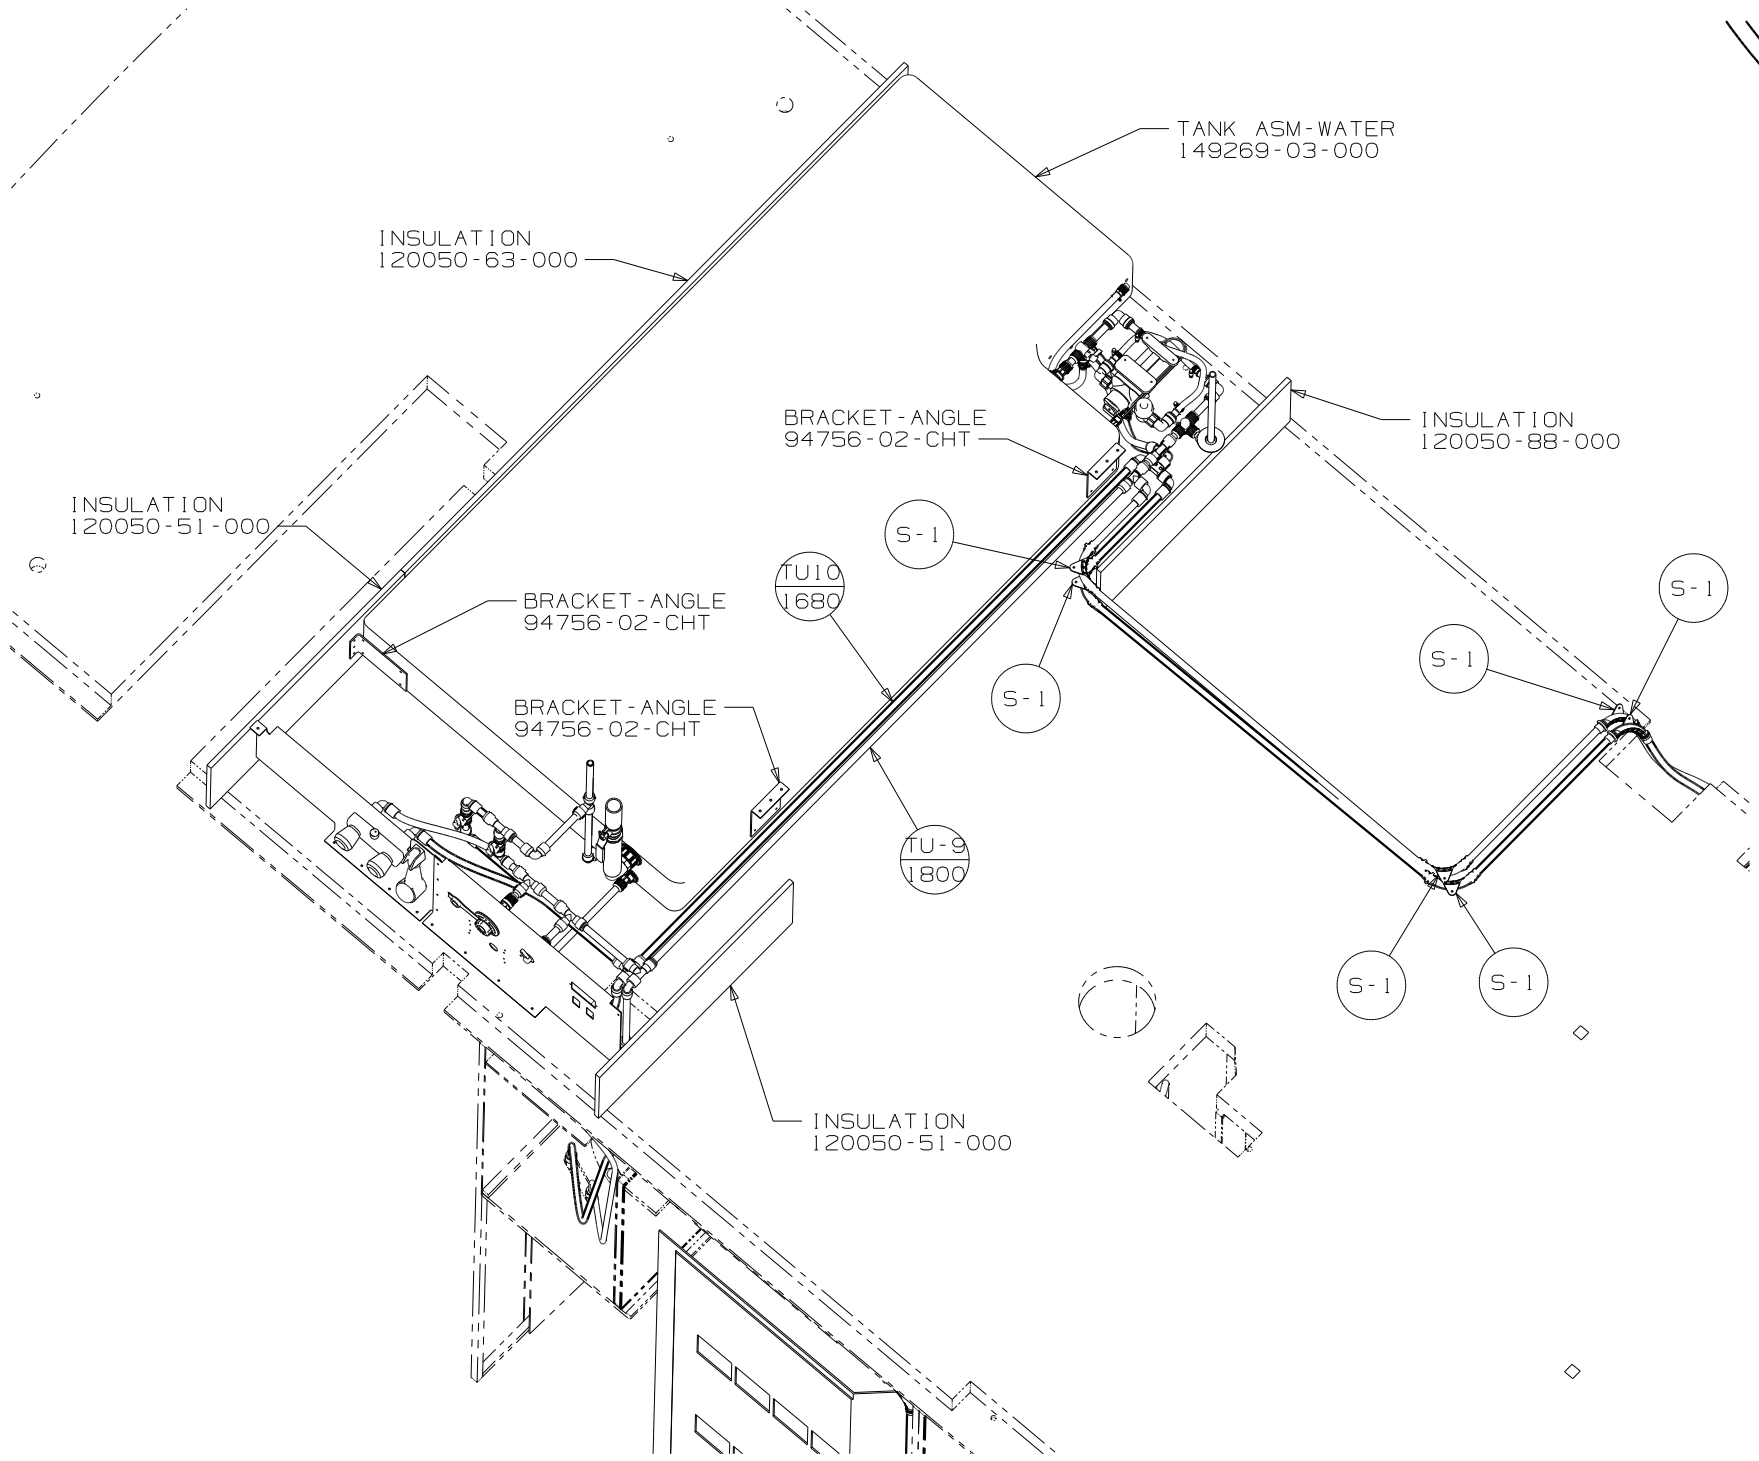 TANK ASM-WATER
149269-03-000
INSULATION
120050-63-000
BRACKET-ANGLE
94756-02-CHT
INSULATION
120050-88-000
INSULATION
120050-51-000
S-1
TU10
1680
S-1
BRACKET-ANGLE
94756-02-CHT
S-1
S-1
BRACKET-ANGLE
94756-02-CHT
TU-9
1800
S-1
S-1
INSULATION
120050-51-000